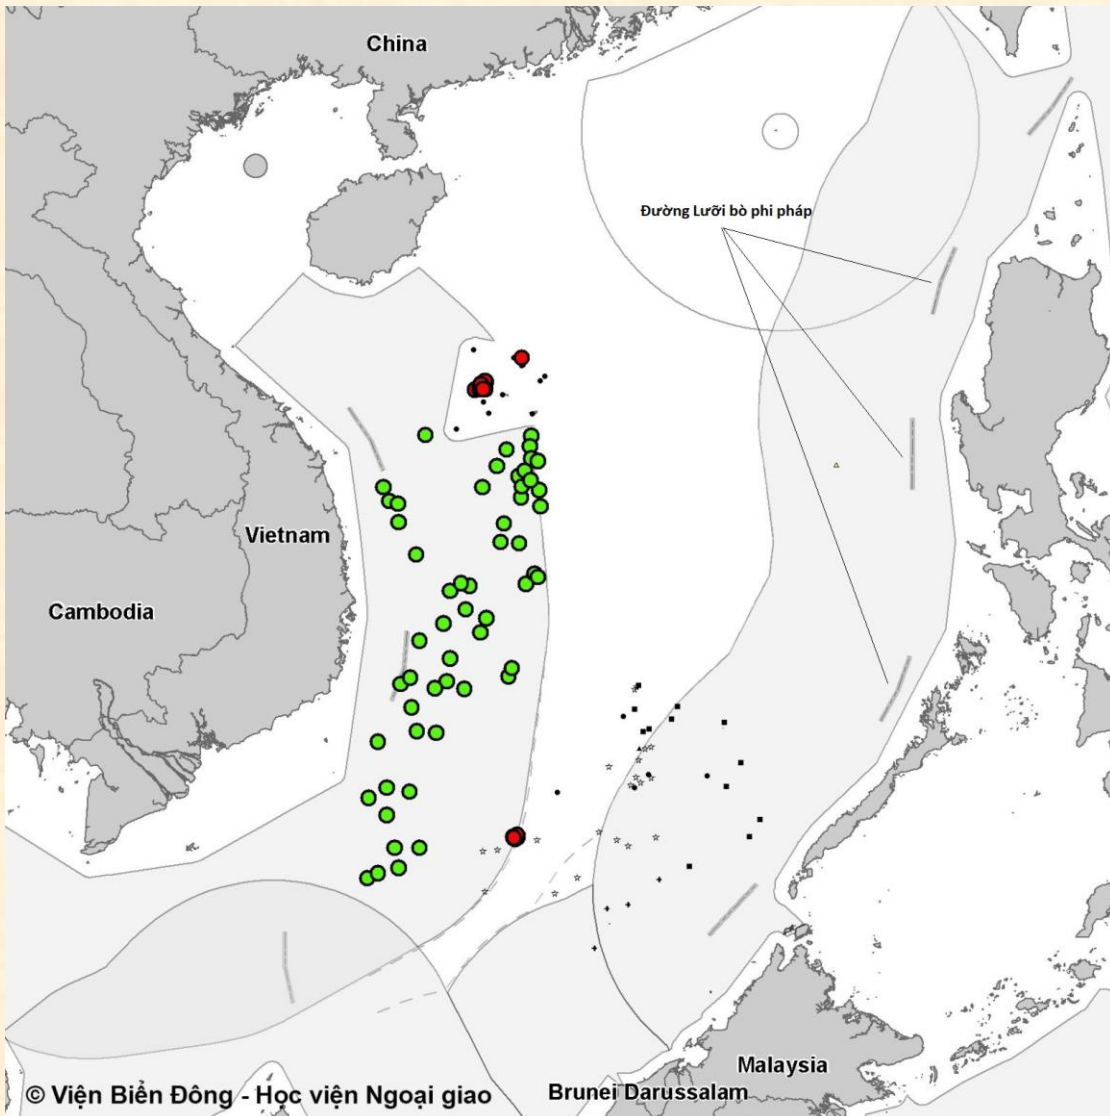 China
Đường Lưỡi bò phi pháp
Vietnam
Cambodia
Malaysia
Brunei Darussalam
© Viện Biển Đông - Học viện Ngoại giao